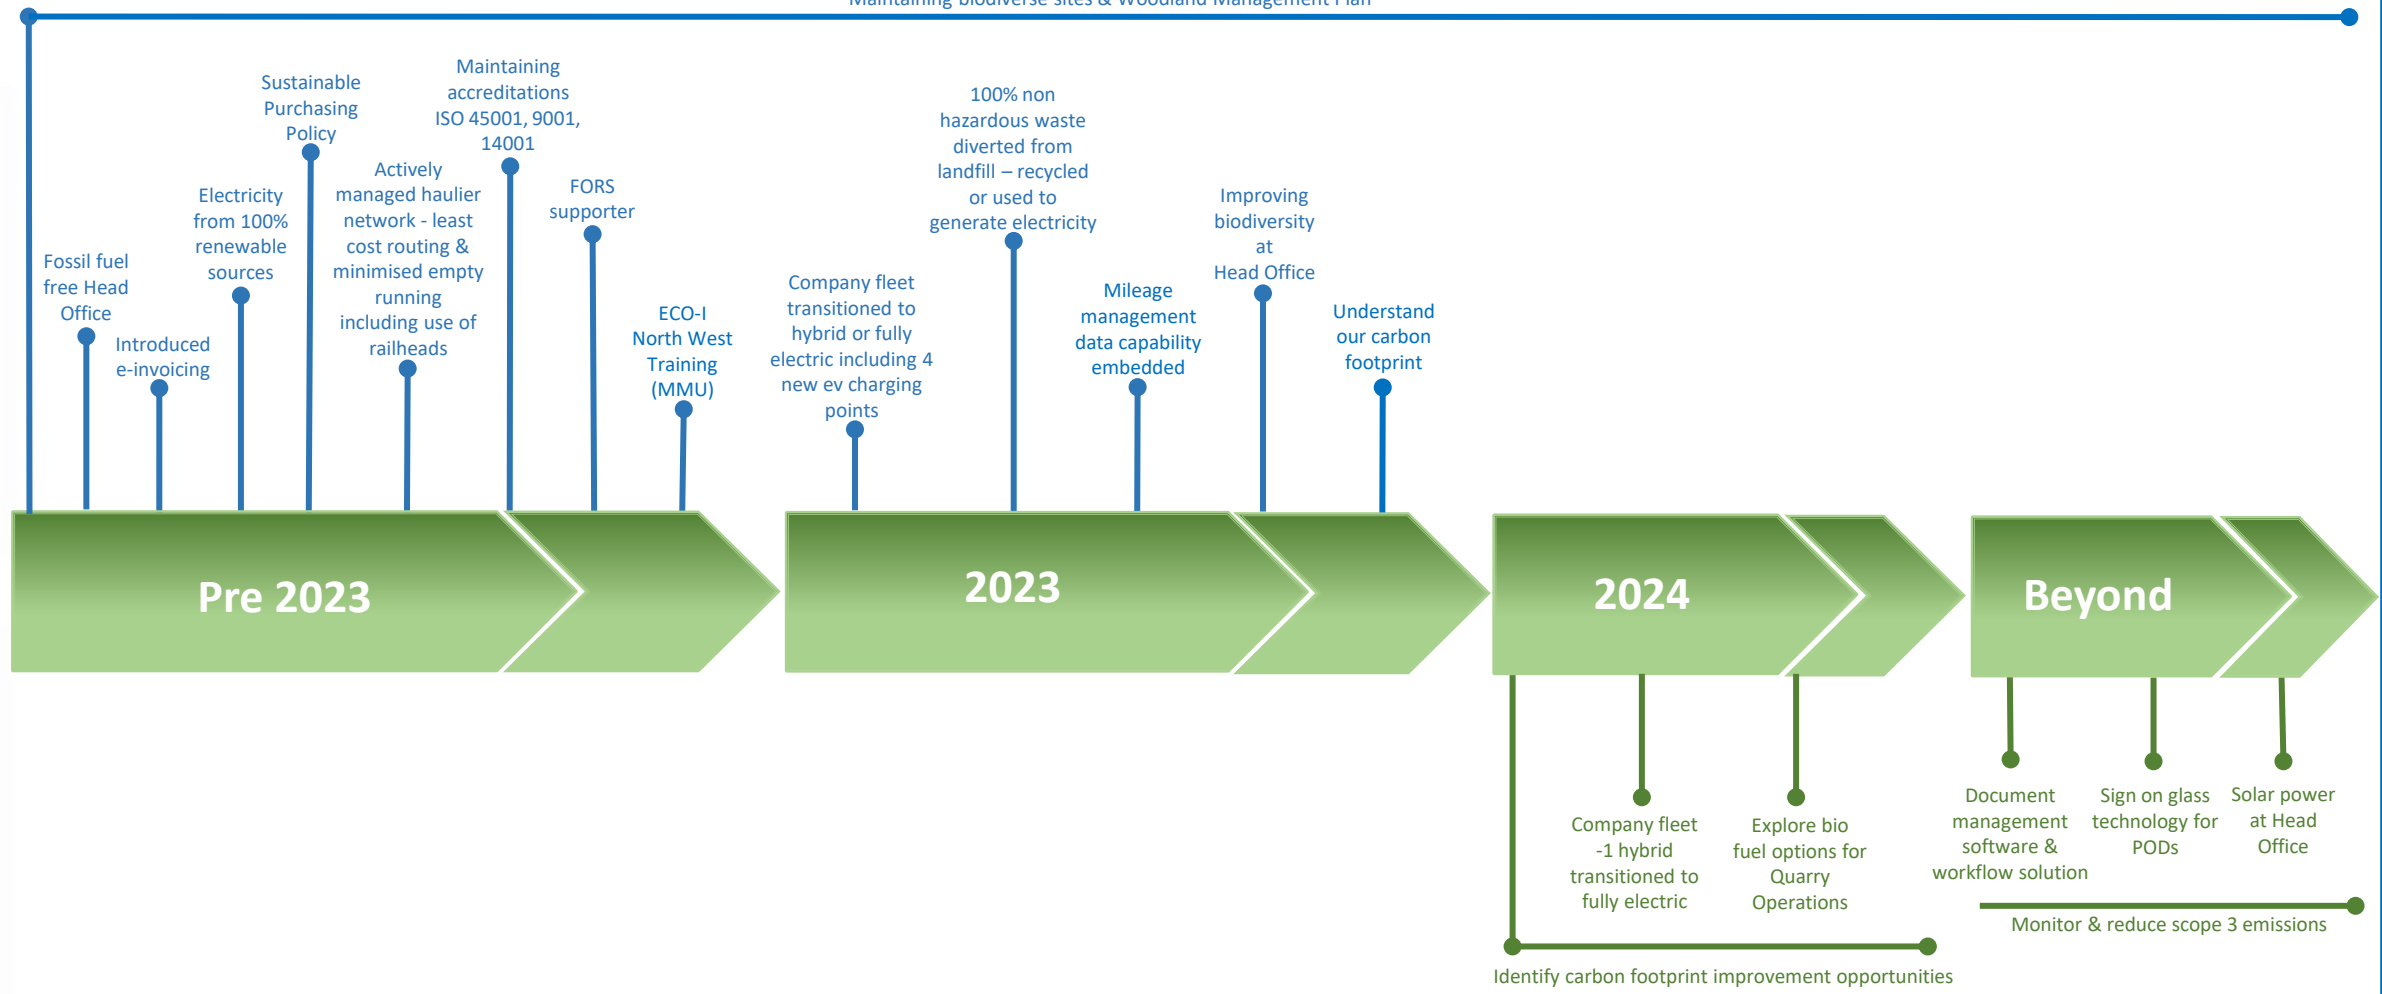 Maintaining biodiverse sites & Woodland Management Plan
Fossil fuel
free Head
Office
Introduced
e-invoicing
Electricity
from 100%
renewable
sources
Sustainable
Purchasing
Policy
Actively
managed haulier
network - least
cost routing &
minimised empty
running
including use of
railheads
Maintaining
accreditations
ISO 45001, 9001,
14001
FORS
supporter
ECO-I
North West
Training
(MMU)
Company fleet
transitioned to
hybrid or fully
electric including 4
new ev charging
points
100% non
hazardous waste
diverted from
landfill – recycled
or used to
generate electricity
Mileage
management
data capability
embedded
Improving
biodiversity
at
Head Office
Understand
our carbon
footprint
Pre 2023
2023
2024
Beyond
Company fleet
-1 hybrid
transitioned to
fully electric
Explore bio
fuel options for
Quarry
Operations
Identify carbon footprint improvement opportunities
Document
management
software &
workflow solution
Sign on glass
technology for
PODs
Solar power
at Head
Office
Monitor & reduce scope 3 emissions